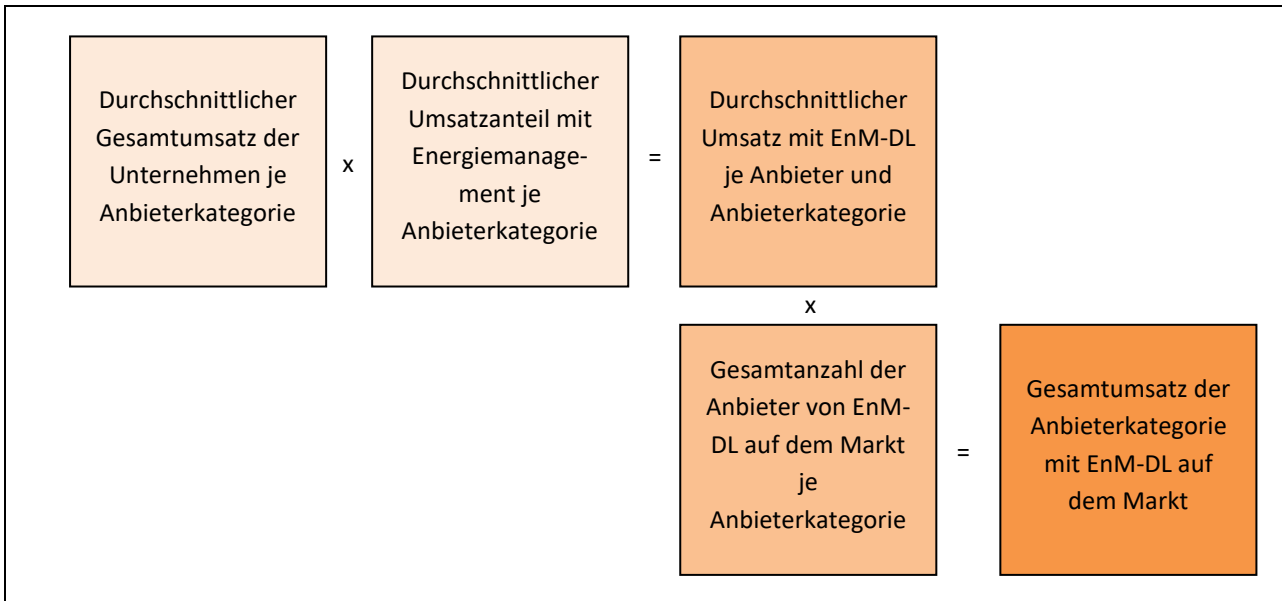 Durchschnittlicher
Gesamtumsatz der
Unternehmen je
Anbieterkategorie
x
Durchschnittlicher
Umsatzanteil mit
Energiemanage-
ment je
Anbieterkategorie
=
Durchschnittlicher
Umsatz mit EnM-DL
je Anbieter und
Anbieterkategorie
x
Gesamtanzahl der
Anbieter von EnM-
DL auf dem Markt
je
Anbieterkategorie
=
Gesamtumsatz der
Anbieterkategorie
mit EnM-DL auf
dem Markt